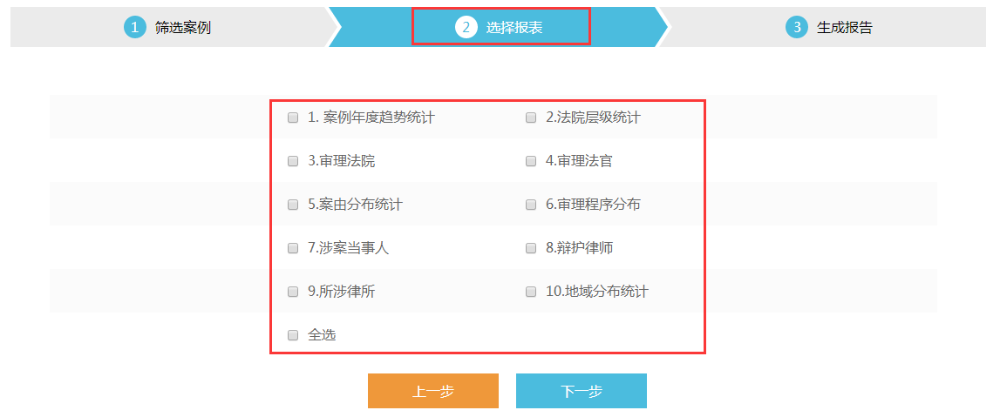 1 筛选案例 2 选择报表 3 生成报告
1. 案例年度趋势统计 2.法院层级统计
3.审理法院 4.审理法官
5.案由分布统计 6.审理程序分布
7.涉案当事人 8.辩护律师
9.所涉律所 10.地域分布统计
全选
上一步 下一步